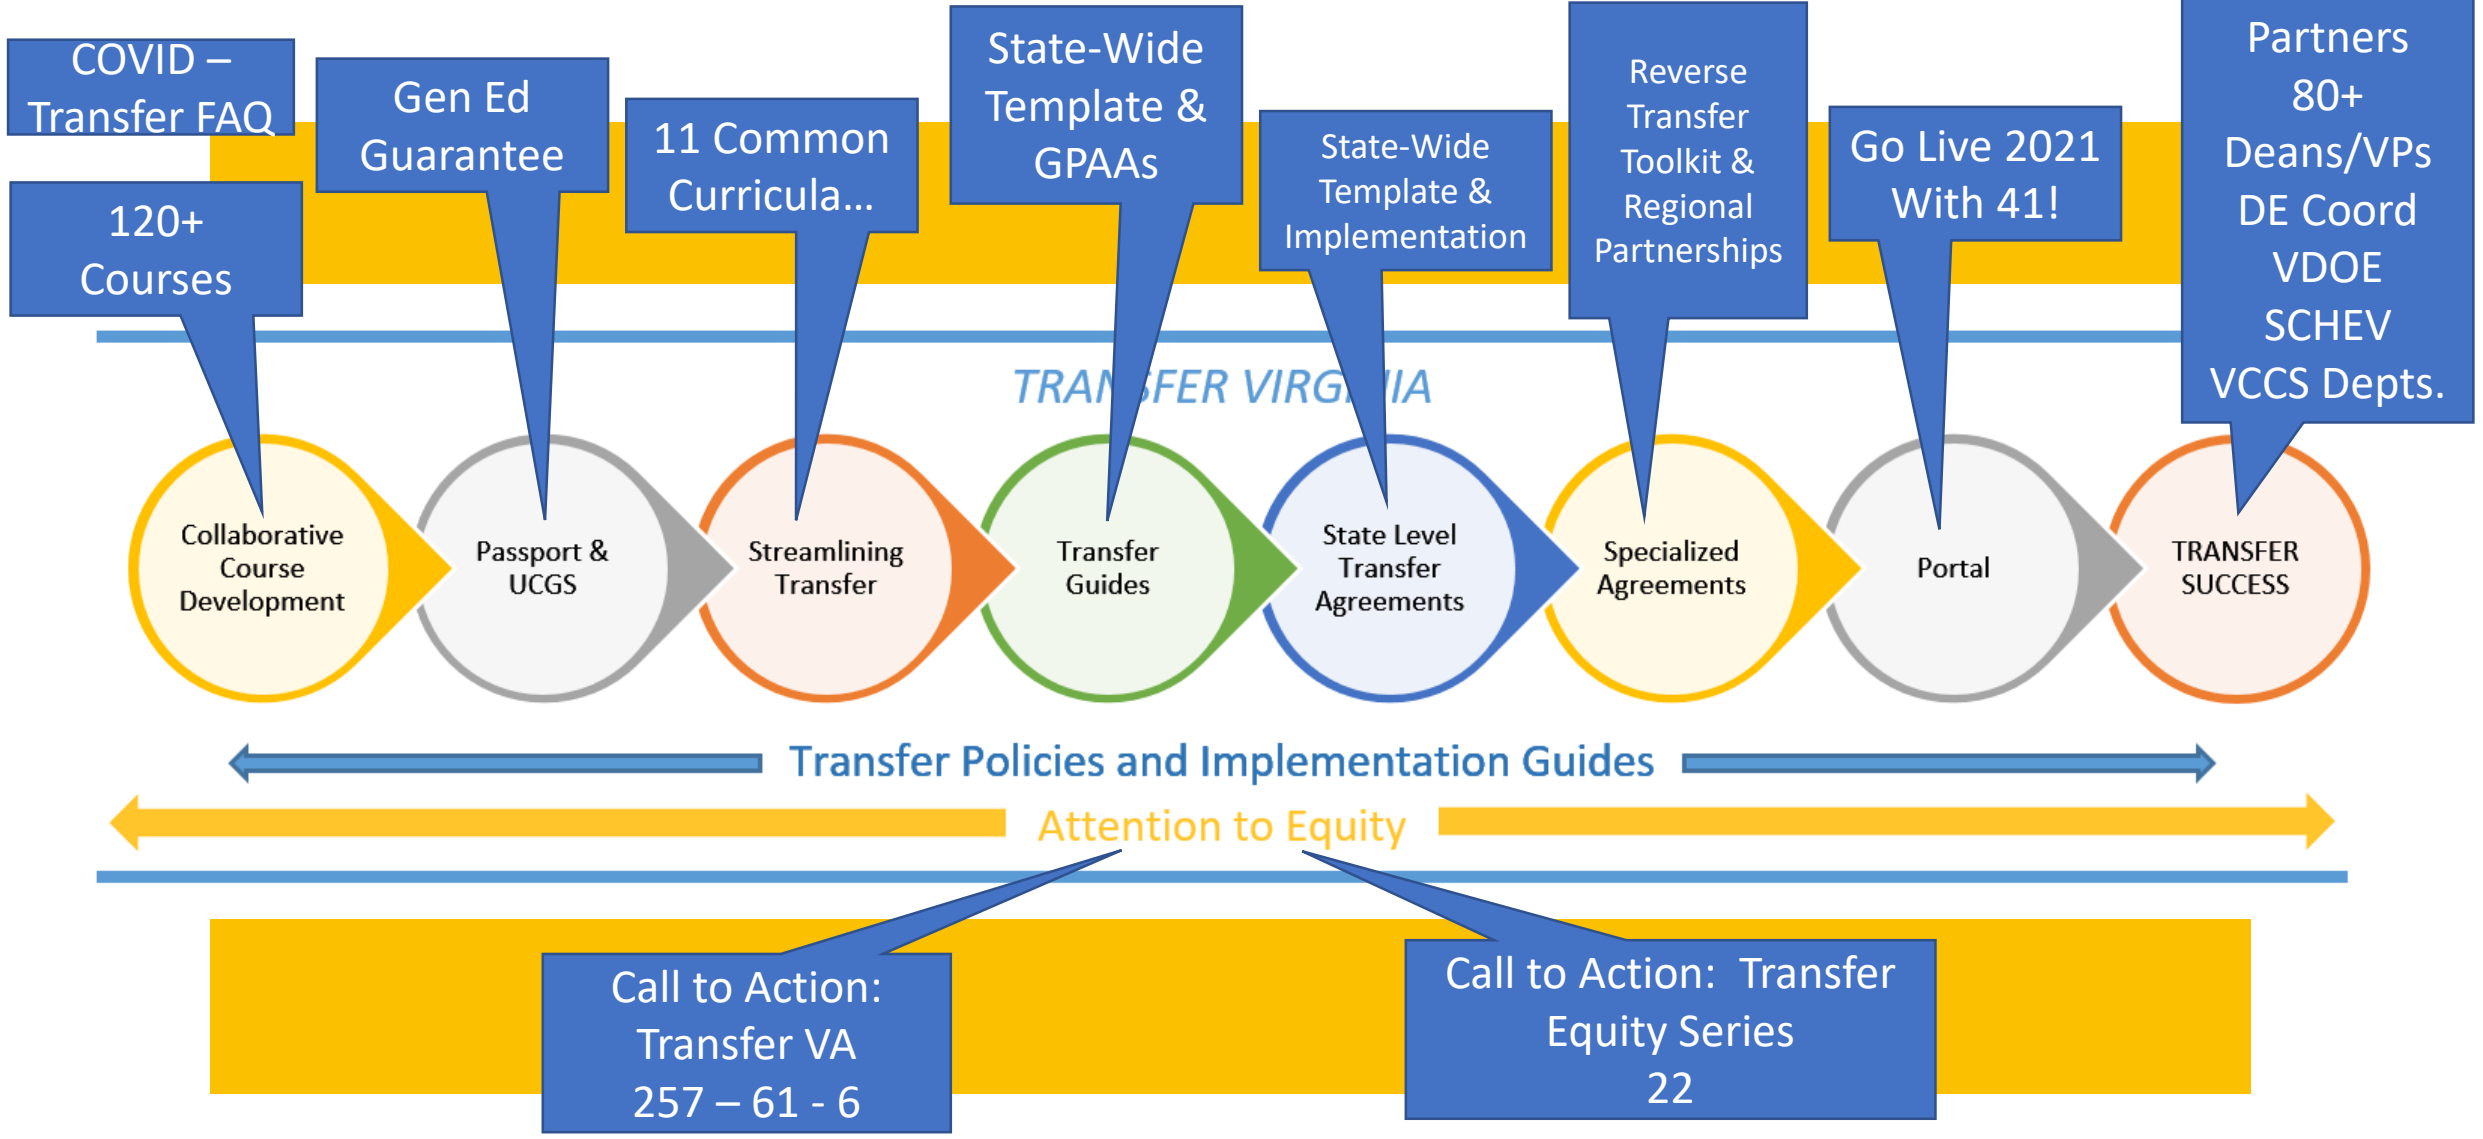 COVID –
Transfer FAQ
120+
Courses
Gen Ed
Guarantee
11 Common
Curricula...
State-Wide
Template &
GPAAs
State-Wide
Template &
Implementation
Reverse
Transfer
Toolkit &
Regional
Partnerships
Go Live 2021
With 41!
Partners
80+
Deans/VPs
DE Coord
VDOE
SCHEV
VCCS Depts.
TRANSFER VIRGINIA
Collaborative
Course
Development
Passport &
UCGS
Streamlining
Transfer
Transfer
Guides
State Level
Transfer
Agreements
Specialized
Agreements
Portal
TRANSFER
SUCCESS
Transfer Policies and Implementation Guides
Attention to Equity
Call to Action:
Transfer VA
257 – 61 - 6
Call to Action:  Transfer
Equity Series
22